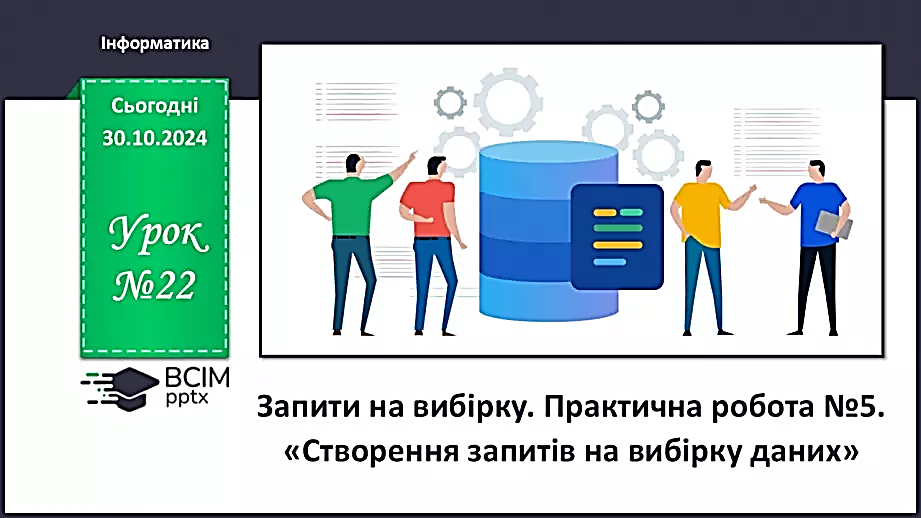 Інформатика
Сьогодні
30.10.2024
Урок
№22
ВСІМ
pptx
Запити на вибірку. Практична робота №5.
«Створення запитів на вибірку даних»